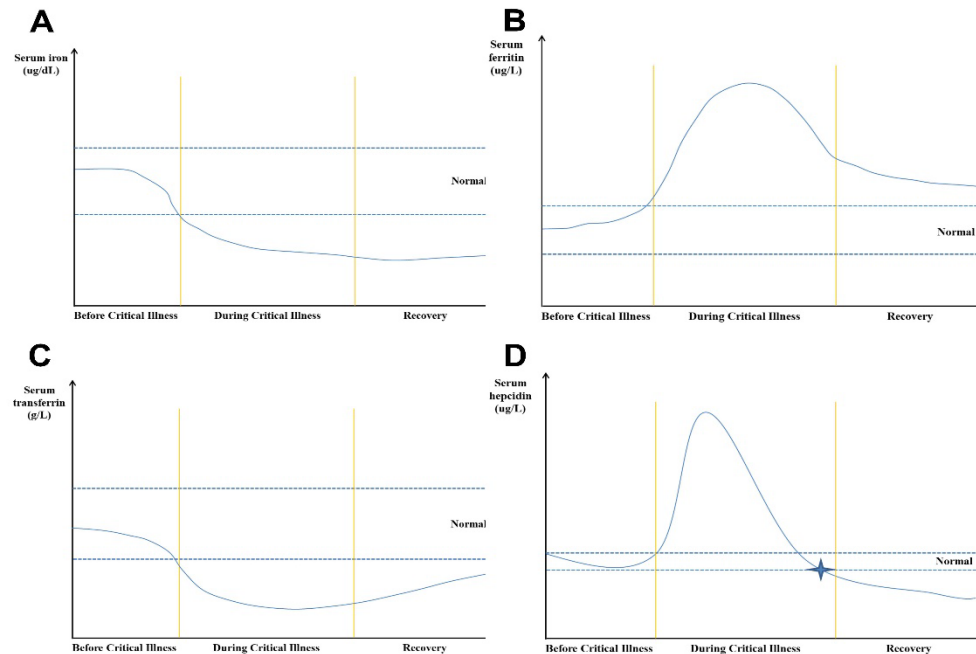 A
Serum iron
(ug/dL)
Normal
Before Critical Illness
During Critical Illness
Recovery
B
Serum
ferritin
(ug/L)
Normal
Before Critical Illness
During Critical Illness
Recovery
C
Serum
transferrin
(g/L)
Normal
Before Critical Illness
During Critical Illness
Recovery
D
Serum
hepcidin
(ug/L)
Normal
Before Critical Illness
During Critical Illness
Recovery